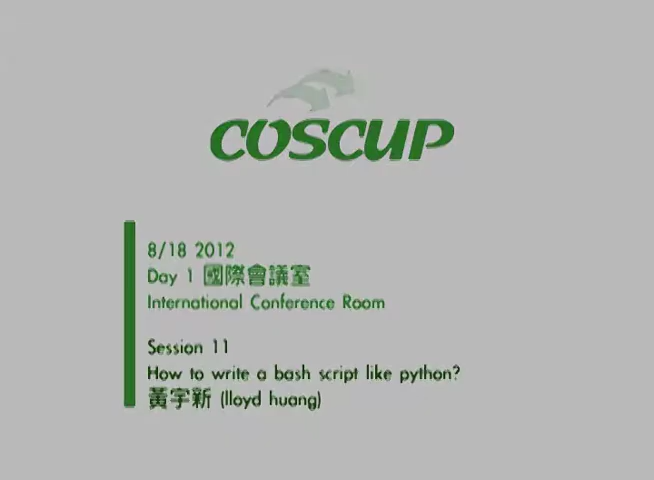 COSCUP
8/18 2012
Day 1 國際會議室
International Conference Room
Session 11
How to write a bash script like python?
黃宇新 (lloyd huang)